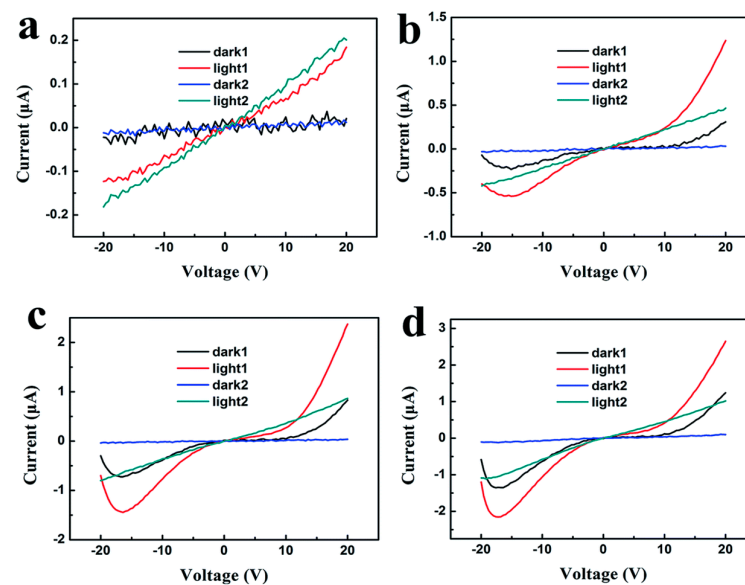 a
dark1
light1
dark2
light2
Current (μA)
0.2
0.1
0.0
-0.1
-0.2
-20 -10 0 10 20
Voltage (V)
b
dark1
light1
dark2
light2
Current (μA)
1.5
1.0
0.5
0.0
-0.5
-1.0
-20 -10 0 10 20
Voltage (V)
c
dark1
light1
dark2
light2
Current (μA)
2
1
0
-1
-2
-20 -10 0 10 20
Voltage (V)
d
dark1
light1
dark2
light2
Current (μA)
3
2
1
0
-1
-2
-20 -10 0 10 20
Voltage (V)